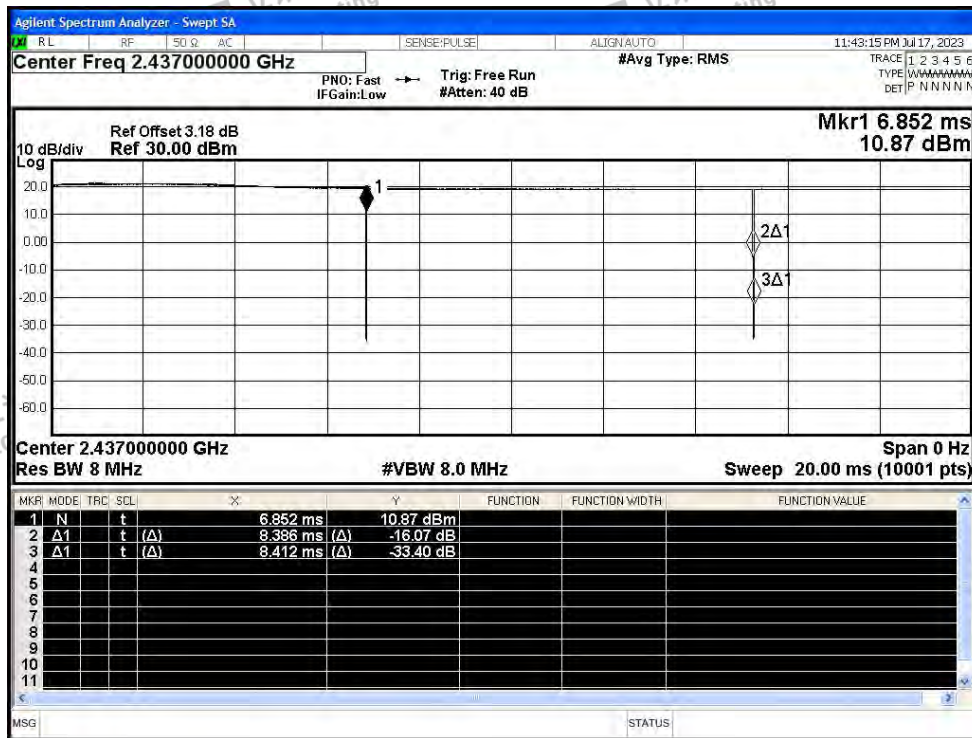 Agilent Spectrum Analyzer - Swept SA
LXI RL RF 50 Ω AC SENSE:PULSE ALIGNAUTO 11:43:15 PM Jul 17, 2023
Center Freq 2.437000000 GHz #Avg Type: RMS TRACE 1 2 3 4 5 6
PNO: Fast Trig: Free Run TYPE WWWWWW
IFGain:Low #Atten: 40 dB DET P N N N N N
Mkr1 6.852 ms
Ref Offset 3.18 dB
10 dB/div Ref 30.00 dBm 10.87 dBm
Log
20.0
1
10.0
2Δ1
0.00
-10.0
3Δ1
-20.0
-30.0
-40.0
-50.0
-60.0
Center 2.437000000 GHz Span 0 Hz
Res BW 8 MHz #VBW 8.0 MHz Sweep 20.00 ms (10001 pts)
MKR MODE TRC SCL X Y FUNCTION FUNCTION WIDTH FUNCTION VALUE
1 N t 6.852 ms 10.87 dBm
2 Δ1 t (Δ) 8.386 ms (Δ) -16.07 dB
3 Δ1 t (Δ) 8.412 ms (Δ) -33.40 dB
4
5
6
7
8
9
10
11
MSG STATUS